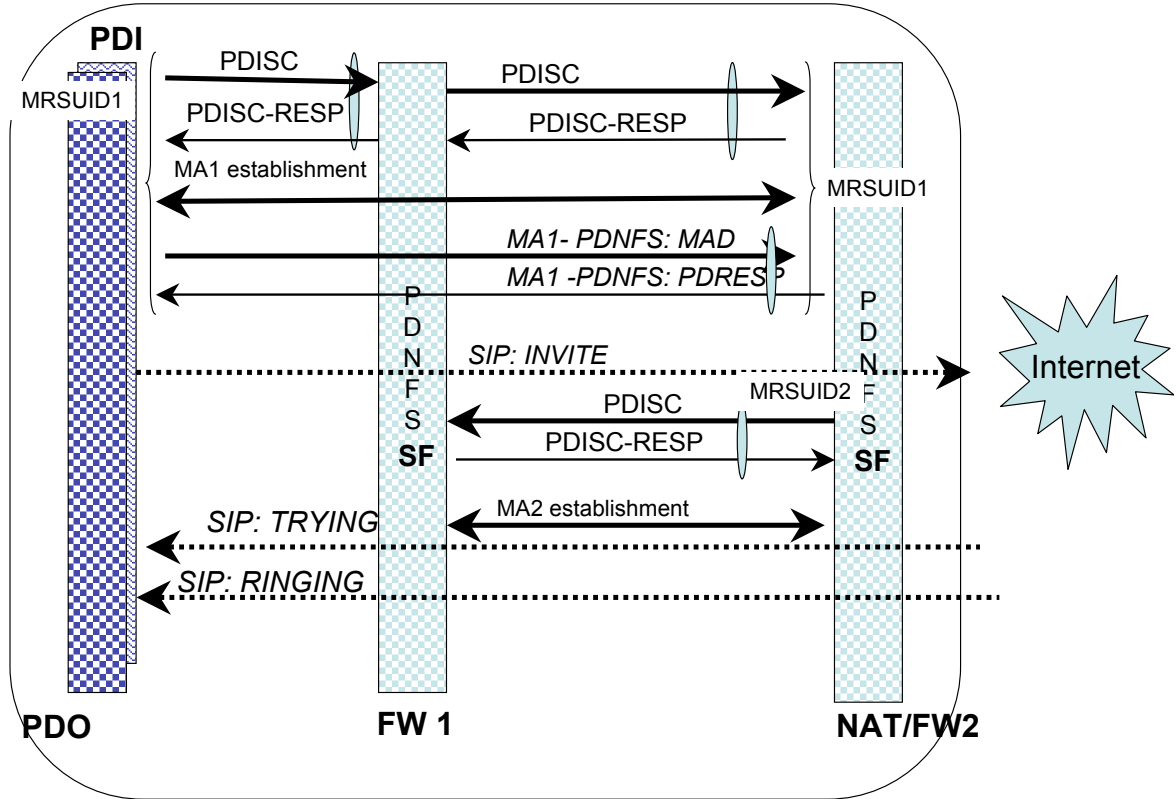 PDI
MRSUID1
PDISC
PDISC
PDISC-RESP
PDISC-RESP
MA1 establishment
MRSUID1
MA1- PDNFS: MAD
MA1 -PDNFS: PDRESP
P
D
N
F
S
SF
P
D
N
F
S
SF
SIP: INVITE
Internet
MRSUID2
PDISC
PDISC-RESP
MA2 establishment
SIP: TRYING
SIP: RINGING
PDO
FW 1
NAT/FW2